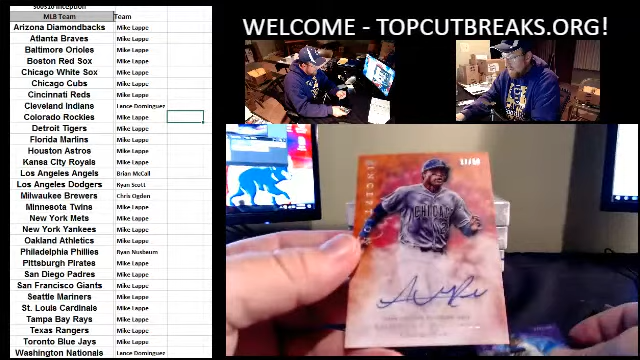 WELCOME - TOPCUTBREAKS.ORG!
MLB Team Team
Arizona Diamondbacks Mike Lappe
Atlanta Braves Mike Lappe
Baltimore Orioles Mike Lappe
Boston Red Sox Mike Lappe
Chicago White Sox Mike Lappe
Chicago Cubs Mike Lappe
Cincinnati Reds Mike Lappe
Cleveland Indians Lance Dominguez
Colorado Rockies Mike Lappe
Detroit Tigers Mike Lappe
Florida Marlins Mike Lappe
Houston Astros Mike Lappe
Kanea City Royals Mike Lappe
Los Angeles Angels Brian McCall
Los Angeles Dodgers Ryan Scott
Milwaukee Brewers Chris Ogden
Minnesota Twins Mike Lappe
New York Mets Mike Lappe
New York Yankees Mike Lappe
Oakland Athletics Mike Lappe
Philadelphia Phillies Ryan Nusbaum
Pittsburgh Pirates Mike Lappe
San Diego Padres Mike Lappe
San Francisco Giants Mike Lappe
Seattle Mariners Mike Lappe
St. Louis Cardinals Mike Lappe
Tampa Bay Rays Mike Lappe
Texas Rangers Mike Lappe
Toronto Blue Jays Mike Lappe
Washington Nationals Lance Dominguez
INCEPTION
CHICAGO